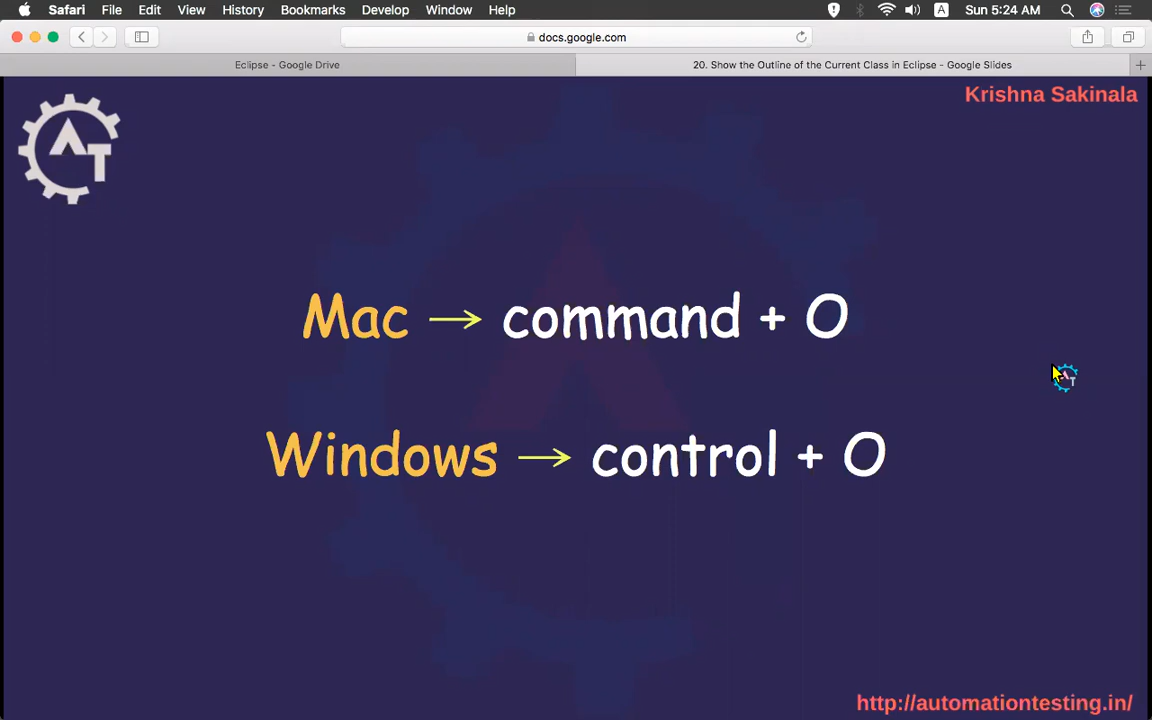 Safari File Edit View History Bookmarks Develop Window Help A Sun 5:24 AM
docs.google.com
Eclipse - Google Drive 20. Show the Outline of the Current Class in Eclipse - Google Slides
Krishna Sakinala
AT
Mac → command + O
Windows → control + O
AT
http://automationtesting.in/